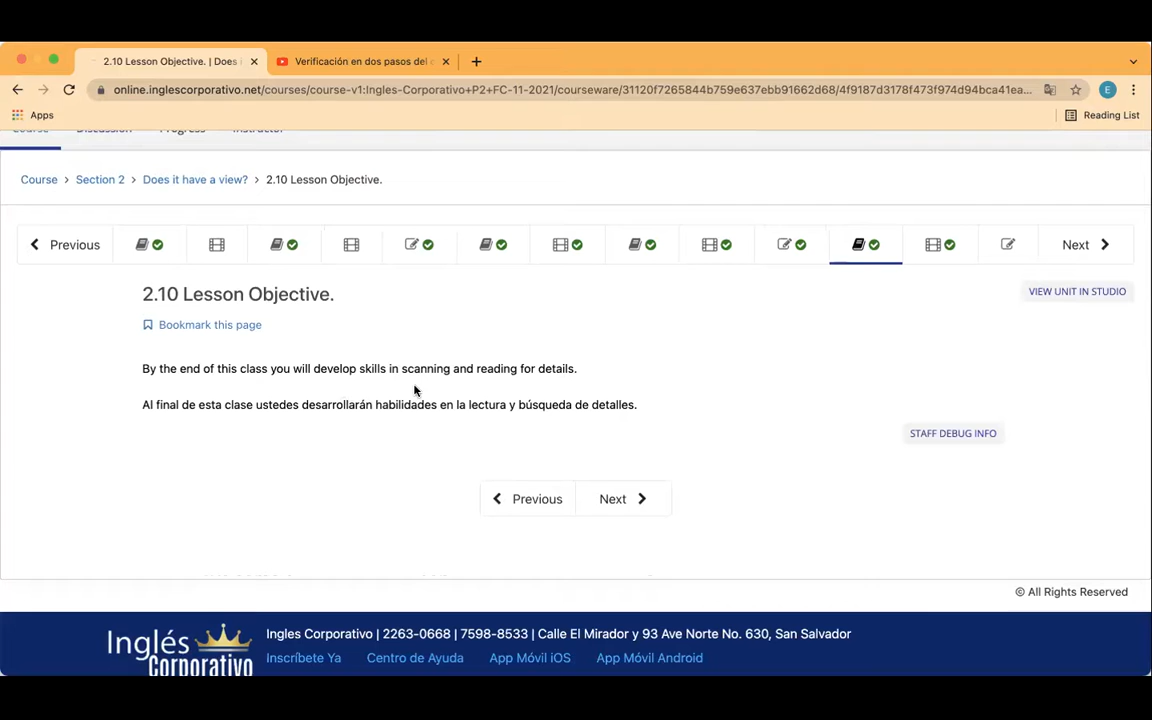 2.10 Lesson Objective. | Does
Verificación en dos pasos del
online.inglescorporativo.net/courses/course-v1:Ingles-Corporativo+P2+FC-11-2021/courseware/31120f7265844b759e637ebb91662d68/4f9187d3178f473f974d94bca41ea...
E
Apps
Reading List
Course Discussion Progress Instructor
Course > Section 2 > Does it have a view? > 2.10 Lesson Objective.
Previous
Next
2.10 Lesson Objective.
VIEW UNIT IN STUDIO
Bookmark this page
By the end of this class you will develop skills in scanning and reading for details.
Al final de esta clase ustedes desarrollarán habilidades en la lectura y búsqueda de detalles.
STAFF DEBUG INFO
Previous
Next
© All Rights Reserved
Inglés Corporativo
Ingles Corporativo | 2263-0668 | 7598-8533 | Calle El Mirador y 93 Ave Norte No. 630, San Salvador
Inscríbete Ya Centro de Ayuda App Móvil iOS App Móvil Android